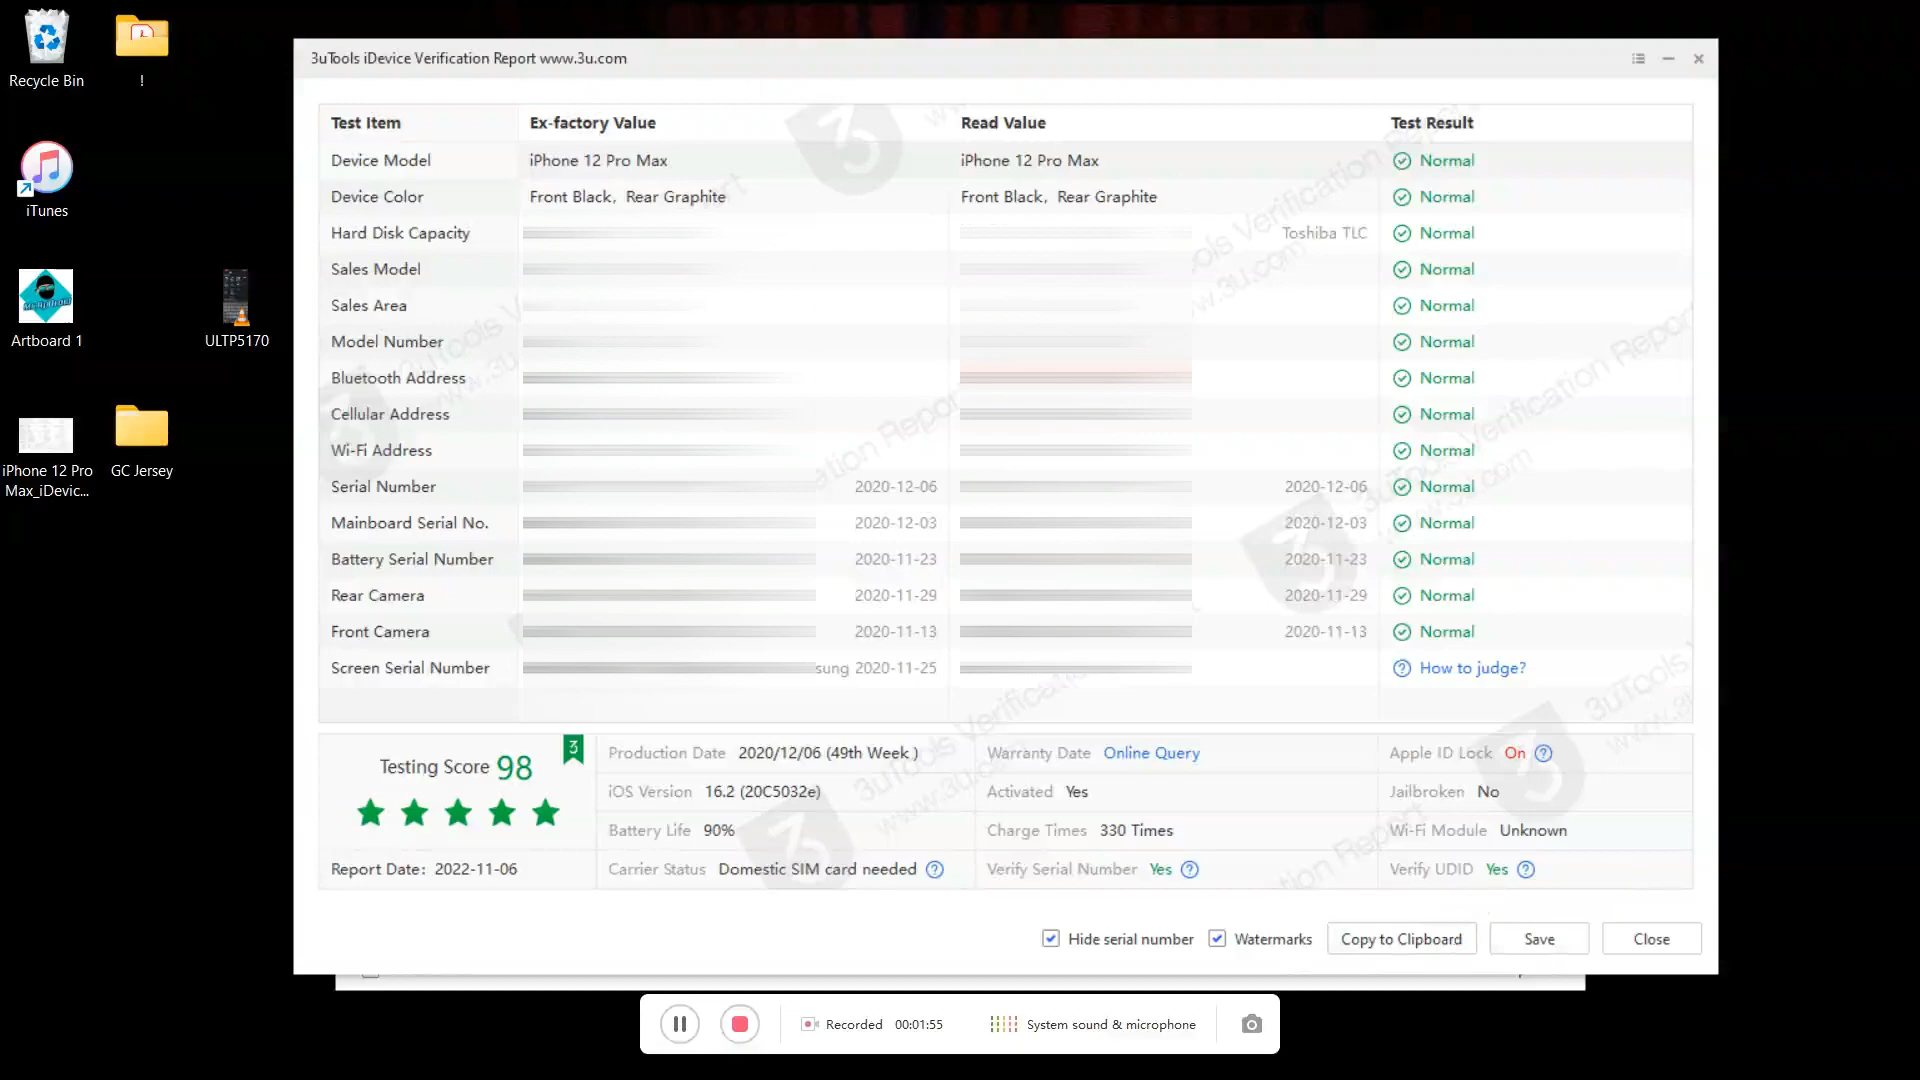 Recycle Bin
!
iTunes
Artboard 1
ULTP5170
iPhone 12 Pro
Max_iDevic...
GC Jersey
3uTools iDevice Verification Report www.3u.com
Test Item Ex-factory Value Read Value Test Result
Device Model iPhone 12 Pro Max iPhone 12 Pro Max Normal
Device Color Front Black, Rear Graphite Front Black, Rear Graphite Normal
Hard Disk Capacity Toshiba TLC Normal
Sales Model Normal
Sales Area Normal
Model Number Normal
Bluetooth Address Normal
Cellular Address Normal
Wi-Fi Address Normal
Serial Number 2020-12-06 2020-12-06 Normal
Mainboard Serial No. 2020-12-03 2020-12-03 Normal
Battery Serial Number 2020-11-23 2020-11-23 Normal
Rear Camera 2020-11-29 2020-11-29 Normal
Front Camera 2020-11-13 2020-11-13 Normal
Screen Serial Number sung 2020-11-25 How to judge?
Testing Score 98
3
Report Date: 2022-11-06
Production Date 2020/12/06 (49th Week ) Warranty Date Online Query Apple ID Lock On
iOS Version 16.2 (20C5032e) Activated Yes Jailbroken No
Battery Life 90% Charge Times 330 Times Wi-Fi Module Unknown
Carrier Status Domestic SIM card needed Verify Serial Number Yes Verify UDID Yes
Hide serial number Watermarks Copy to Clipboard Save Close
Recorded 00:01:55 System sound & microphone